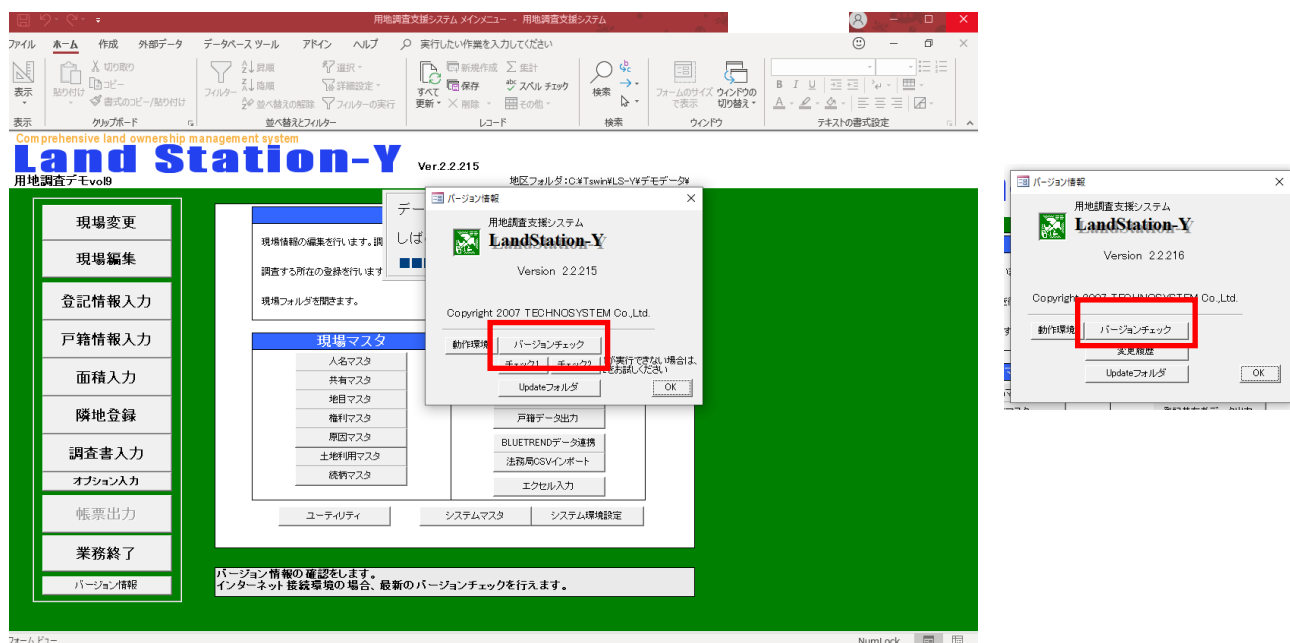 用地調査支援システム メインメニュー - 用地調査支援システム
ファイル ホーム 作成 外部データ データベース ツール アドイン ヘルプ 実行したい作業を入力してください
表示 貼り付け 切り取り コピー 書式のコピー/貼り付け
フィルター 昇順 降順 並べ替えの解除 選択 詳細設定 フィルターの実行
すべて更新 新規作成 保存 削除 集計 スペル チェック その他
検索 フォームのサイズで表示 ウィンドウの切り替え
B I U
表示 クリップボード 並べ替えとフィルター レコード 検索 ウィンドウ テキストの書式設定
Comprehensive land ownership management system
Land Station-Y Ver.2.2.215
用地調査デモvol9 地区フォルダ:C:¥Tswin¥LS-Y¥デモデータ¥
現場変更
現場編集
登記情報入力
戸籍情報入力
面積入力
隣地登録
調査書入力
オプション入力
帳票出力
業務終了
バージョン情報
現場情報の編集を行います。調
調査する所在の登録を行います
現場フォルダを開きます。
現場マスタ
人名マスタ
共有マスタ
地目マスタ
権利マスタ
原因マスタ
土地利用マスタ
続柄マスタ
戸籍データ出力
BLUETRENDデータ連携
法務局CSVインポート
エクセル入力
ユーティリティ システムマスタ システム環境設定
バージョン情報の確認をします。
インターネット接続環境の場合、最新のバージョンチェックを行えます。
フォーム ビュー NumLock
デー
しば
バージョン情報
用地調査支援システム
LandStation-Y
Version 2.2.215
Copyright 2007 TECHNOSYSTEM Co.,Ltd.
動作環境 バージョンチェック
チェック1 チェック2 が実行できない場合は、
をお試しください
Updateフォルダ OK
バージョン情報
用地調査支援システム
LandStation-Y
Version 2.2.216
Copyright 2007 TECHNOSYSTEM Co.,Ltd.
動作環境 バージョンチェック
変更履歴
Updateフォルダ OK